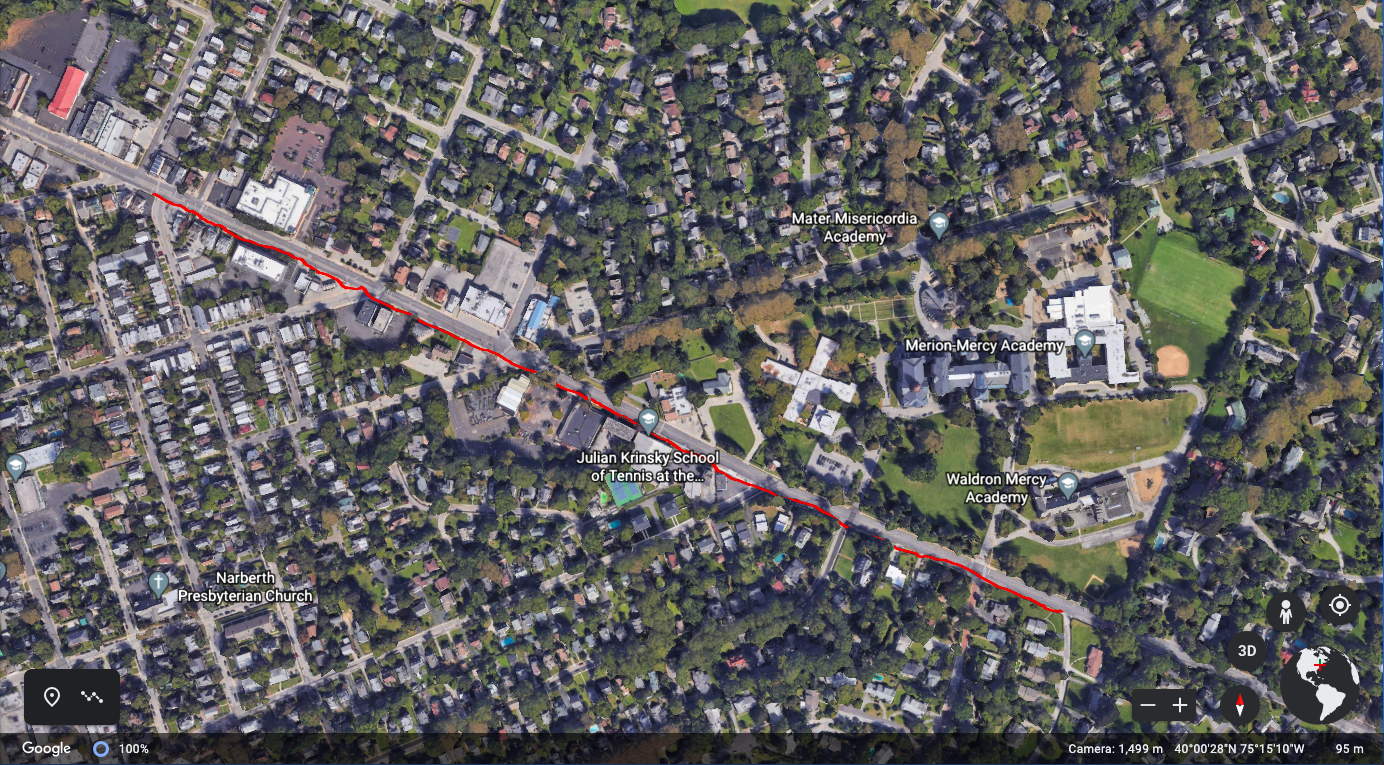 Mater Misericordia
Academy
Merion-Mercy Academy
Julian Krinsky School
of Tennis at the...
Waldron Mercy
Academy
Narberth
Presbyterian Church
3D
Google
100%
Camera: 1,499 m 40°00'28"N 75°15'10"W 95 m